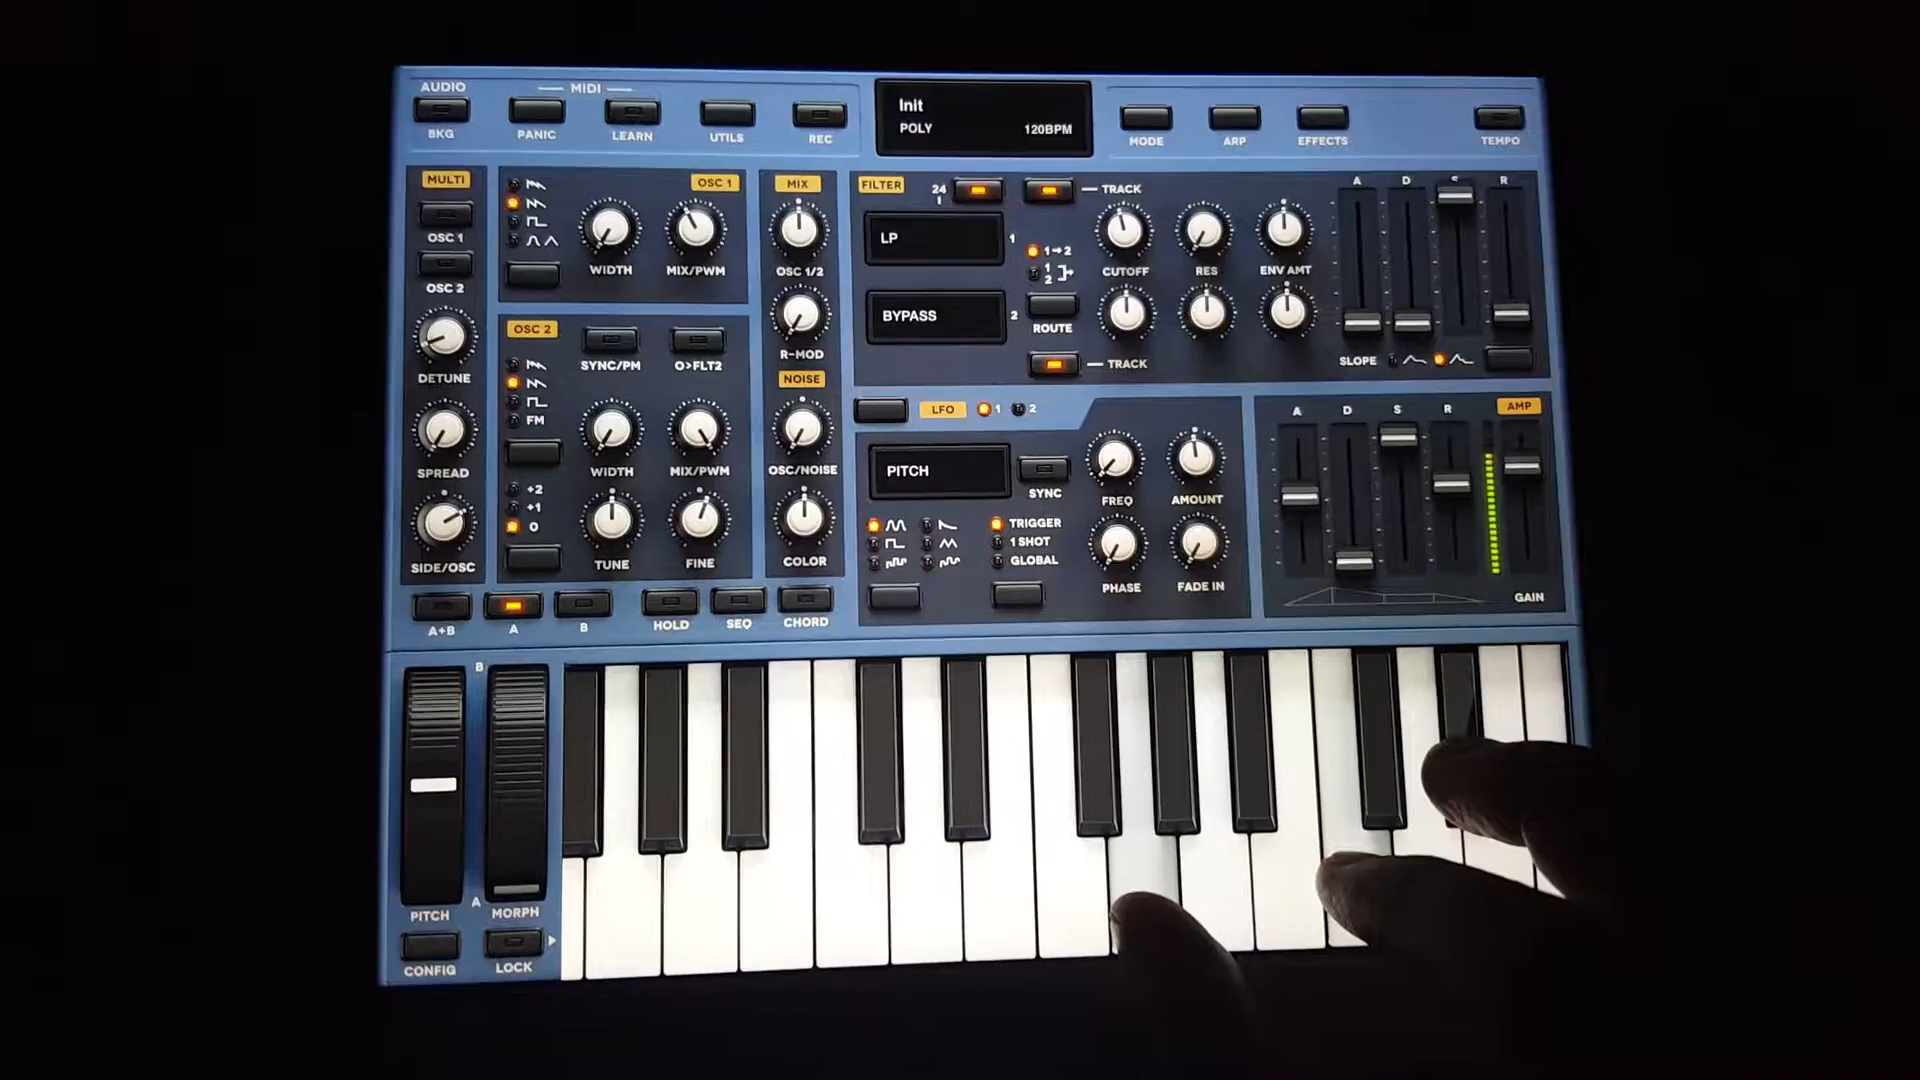 AUDIO
MIDI
BKG
PANIC
LEARN
UTILS
REC
Init
POLY 120BPM
MODE
ARP
EFFECTS
TEMPO
MULTI
OSC 1
OSC 2
DETUNE
SPREAD
SIDE/OSC
OSC 1
WIDTH
MIX/PWM
OSC 2
SYNC/PM
O>FLT2
FM
WIDTH
MIX/PWM
+2
+1
0
TUNE
FINE
MIX
OSC 1/2
R-MOD
NOISE
OSC/NOISE
COLOR
FILTER
24
TRACK
LP
1
1→2
1
2
BYPASS
2
ROUTE
TRACK
CUTOFF
RES
ENV AMT
A D S R
SLOPE
LFO
1
2
PITCH
SYNC
FREQ
AMOUNT
TRIGGER
1 SHOT
GLOBAL
PHASE
FADE IN
A D S R
AMP
GAIN
A+B
A
B
HOLD
SEQ
CHORD
B
A
PITCH
MORPH
CONFIG
LOCK